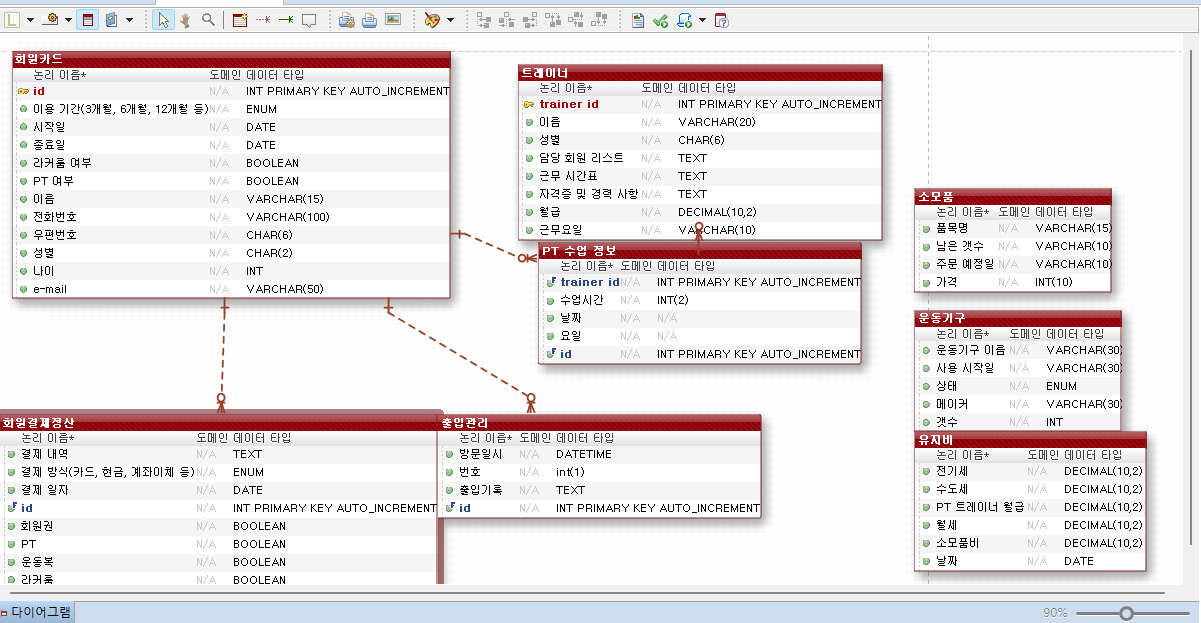 회원카드
논리 이름* 도메인 데이터 타입
id N/A INT PRIMARY KEY AUTO_INCREMENT
이용 기간(3개월, 6개월, 12개월 등) N/A ENUM
시작일 N/A DATE
종료일 N/A DATE
라커룸 여부 N/A BOOLEAN
PT 여부 N/A BOOLEAN
이름 N/A VARCHAR(15)
전화번호 N/A VARCHAR(100)
우편번호 N/A CHAR(6)
성별 N/A CHAR(2)
나이 N/A INT
e-mail N/A VARCHAR(50)
트레이너
논리 이름* 도메인 데이터 타입
trainer id N/A INT PRIMARY KEY AUTO_INCREMENT
이름 N/A VARCHAR(20)
성별 N/A CHAR(6)
담당 회원 리스트 N/A TEXT
근무 시간표 N/A TEXT
자격증 및 경력 사항 N/A TEXT
월급 N/A DECIMAL(10,2)
근무요일 N/A VARCHAR(10)
PT 수업 정보
논리 이름* 도메인 데이터 타입
trainer id N/A INT PRIMARY KEY AUTO_INCREMENT
수업시간 N/A INT(2)
날짜 N/A N/A
요일 N/A N/A
id N/A INT PRIMARY KEY AUTO_INCREMENT
소모품
논리 이름* 도메인 데이터 타입
품목명 N/A VARCHAR(15)
남은 갯수 N/A VARCHAR(10)
주문 예정일 N/A VARCHAR(10)
가격 N/A INT(10)
운동기구
논리 이름* 도메인 데이터 타입
운동기구 이름 N/A VARCHAR(30)
사용 시작일 N/A VARCHAR(30)
상태 N/A ENUM
메이커 N/A VARCHAR(30)
갯수 N/A INT
유지비
논리 이름* 도메인 데이터 타입
전기세 N/A DECIMAL(10,2)
수도세 N/A DECIMAL(10,2)
PT 트레이너 월급 N/A DECIMAL(10,2)
월세 N/A DECIMAL(10,2)
소모품비 N/A DECIMAL(10,2)
날짜 N/A DATE
회원결제정산
논리 이름* 도메인 데이터 타입
결제 내역 N/A TEXT
결제 방식(카드, 현금, 계좌이체 등) N/A ENUM
결제 일자 N/A DATE
id N/A INT PRIMARY KEY AUTO_INCREMENT
회원권 N/A BOOLEAN
PT N/A BOOLEAN
운동복 N/A BOOLEAN
라커룸 N/A BOOLEAN
출입관리
논리 이름* 도메인 데이터 타입
방문일시 N/A DATETIME
번호 N/A int(1)
출입기록 N/A TEXT
id N/A INT PRIMARY KEY AUTO_INCREMENT
다이어그램
90%